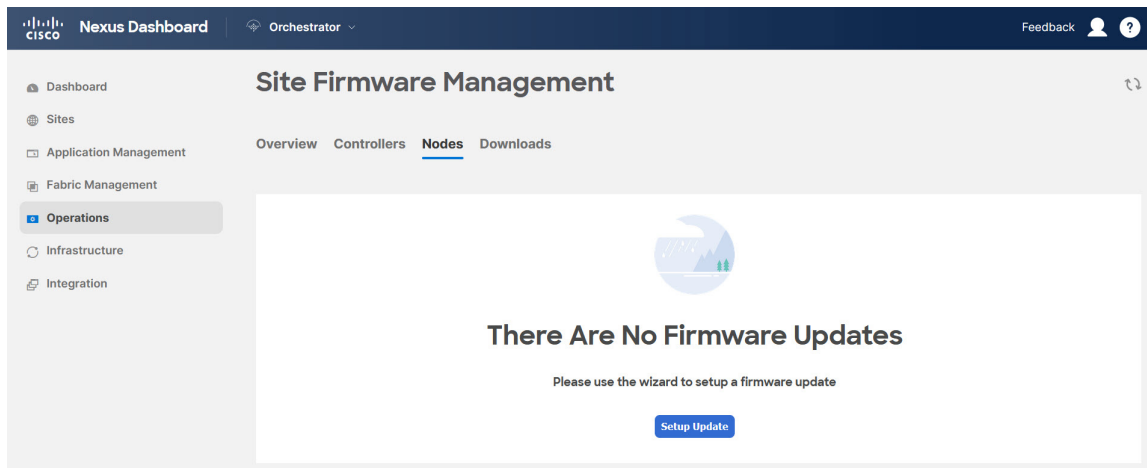 CISCO Nexus Dashboard Orchestrator Feedback ?
Site Firmware Management
Dashboard
Sites
Application Management
Fabric Management
Operations
Infrastructure
Integration
Overview Controllers Nodes Downloads
There Are No Firmware Updates
Please use the wizard to setup a firmware update
Setup Update